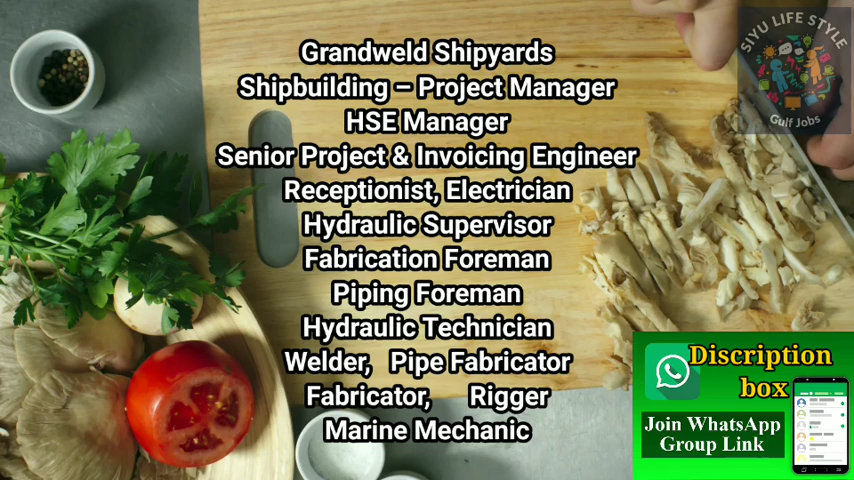 Grandweld Shipyards
Shipbuilding – Project Manager
HSE Manager
Senior Project & Invoicing Engineer
Receptionist, Electrician
Hydraulic Supervisor
Fabrication Foreman
Piping Foreman
Hydraulic Technician
Welder, Pipe Fabricator
Fabricator, Rigger
Marine Mechanic
SIYU LIFE STYLE
Gulf Jobs
Discription
box
Join WhatsApp
Group Link